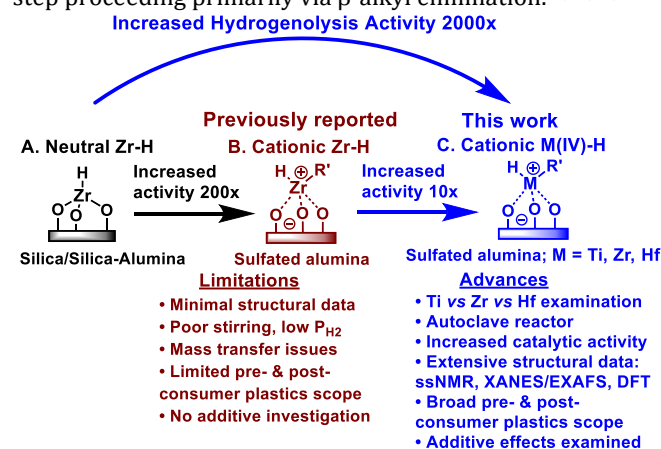 step proceeding primarily via β-alkyl elimination.
Increased Hydrogenolysis Activity 2000x
Previously reported
This work
A. Neutral Zr-H
B. Cationic Zr-H
C. Cationic M(IV)-H
H
Zr
O O O
Increased
activity 200x
H ⊕ R'
Zr
O ⊖ O O
Increased
activity 10x
H ⊕ R'
M
O ⊖ O O
Silica/Silica-Alumina
Sulfated alumina
Sulfated alumina; M = Ti, Zr, Hf
Limitations
• Minimal structural data
• Poor stirring, low PH2
• Mass transfer issues
• Limited pre- & post-
consumer plastics scope
• No additive investigation
Advances
• Ti vs Zr vs Hf examination
• Autoclave reactor
• Increased catalytic activity
• Extensive structural data:
ssNMR, XANES/EXAFS, DFT
• Broad pre- & post-
consumer plastics scope
• Additive effects examined